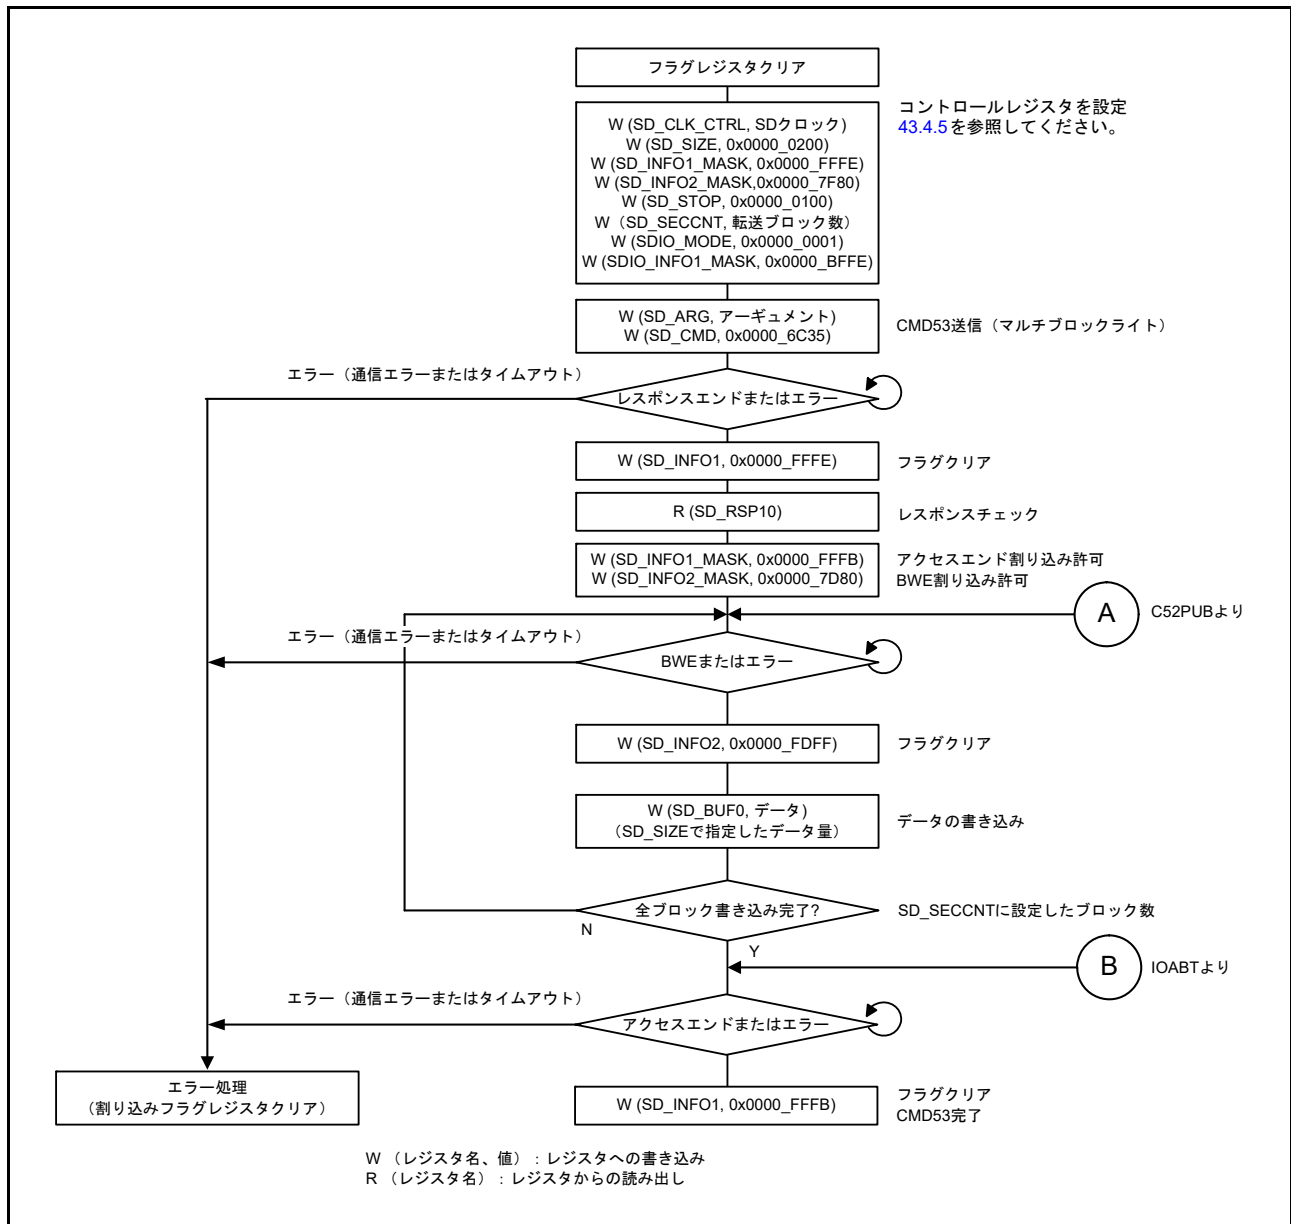 フラグレジスタクリア
W (SD_CLK_CTRL, SDクロック)
W (SD_SIZE, 0x0000_0200)
W (SD_INFO1_MASK, 0x0000_FFFE)
W (SD_INFO2_MASK,0x0000_7F80)
W (SD_STOP, 0x0000_0100)
W（SD_SECCNT, 転送ブロック数）
W (SDIO_MODE, 0x0000_0001)
W (SDIO_INFO1_MASK, 0x0000_BFFE)
コントロールレジスタを設定
43.4.5を参照してください。
W (SD_ARG, アーギュメント)
W (SD_CMD, 0x0000_6C35)
CMD53送信（マルチブロックライト）
エラー（通信エラーまたはタイムアウト）
レスポンスエンドまたはエラー
W (SD_INFO1, 0x0000_FFFE)
フラグクリア
R (SD_RSP10)
レスポンスチェック
W (SD_INFO1_MASK, 0x0000_FFFB)
W (SD_INFO2_MASK, 0x0000_7D80)
アクセスエンド割り込み許可
BWE割り込み許可
A
C52PUBより
エラー（通信エラーまたはタイムアウト）
BWEまたはエラー
W (SD_INFO2, 0x0000_FDFF)
フラグクリア
W (SD_BUF0, データ)
（SD_SIZEで指定したデータ量）
データの書き込み
全ブロック書き込み完了?
SD_SECCNTに設定したブロック数
N
Y
B
IOABTより
エラー（通信エラーまたはタイムアウト）
アクセスエンドまたはエラー
エラー処理
（割り込みフラグレジスタクリア）
W (SD_INFO1, 0x0000_FFFB)
フラグクリア
CMD53完了
W （レジスタ名、値）：レジスタへの書き込み
R （レジスタ名）：レジスタからの読み出し